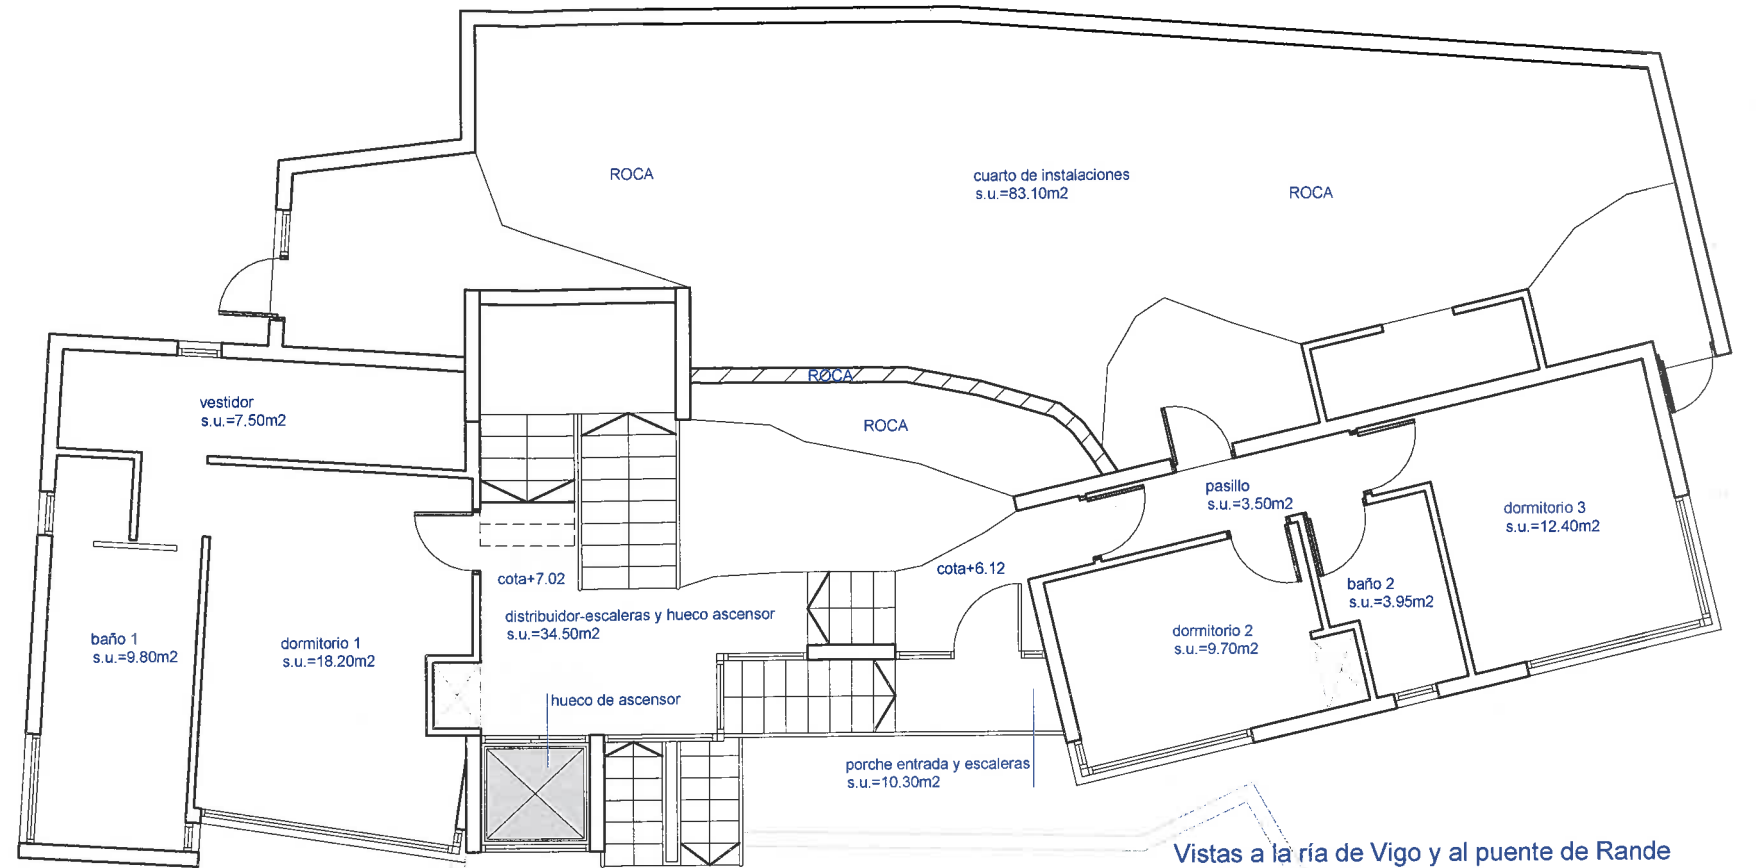 ROCA
cuarto de instalaciones
s.u.=83.10m2
ROCA
vestidor
s.u.=7.50m2
ROCA
ROCA
pasillo
s.u.=3.50m2
dormitorio 3
s.u.=12.40m2
cota+7.02
cota+6.12
baño 2
s.u.=3.95m2
distribuidor-escaleras y hueco ascensor
s.u.=34.50m2
baño 1
s.u.=9.80m2
dormitorio 1
s.u.=18.20m2
dormitorio 2
s.u.=9.70m2
hueco de ascensor
porche entrada y escaleras
s.u.=10.30m2
Vistas a la ría de Vigo y al puente de Rande